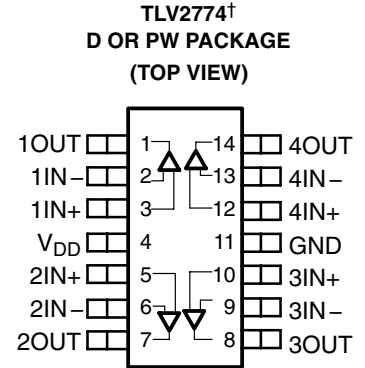 TLV2774†
D OR PW PACKAGE
(TOP VIEW)
1OUT 1 14 4OUT
1IN− 2 13 4IN−
1IN+ 3 12 4IN+
VDD 4 11 GND
2IN+ 5 10 3IN+
2IN− 6 9 3IN−
2OUT 7 8 3OUT